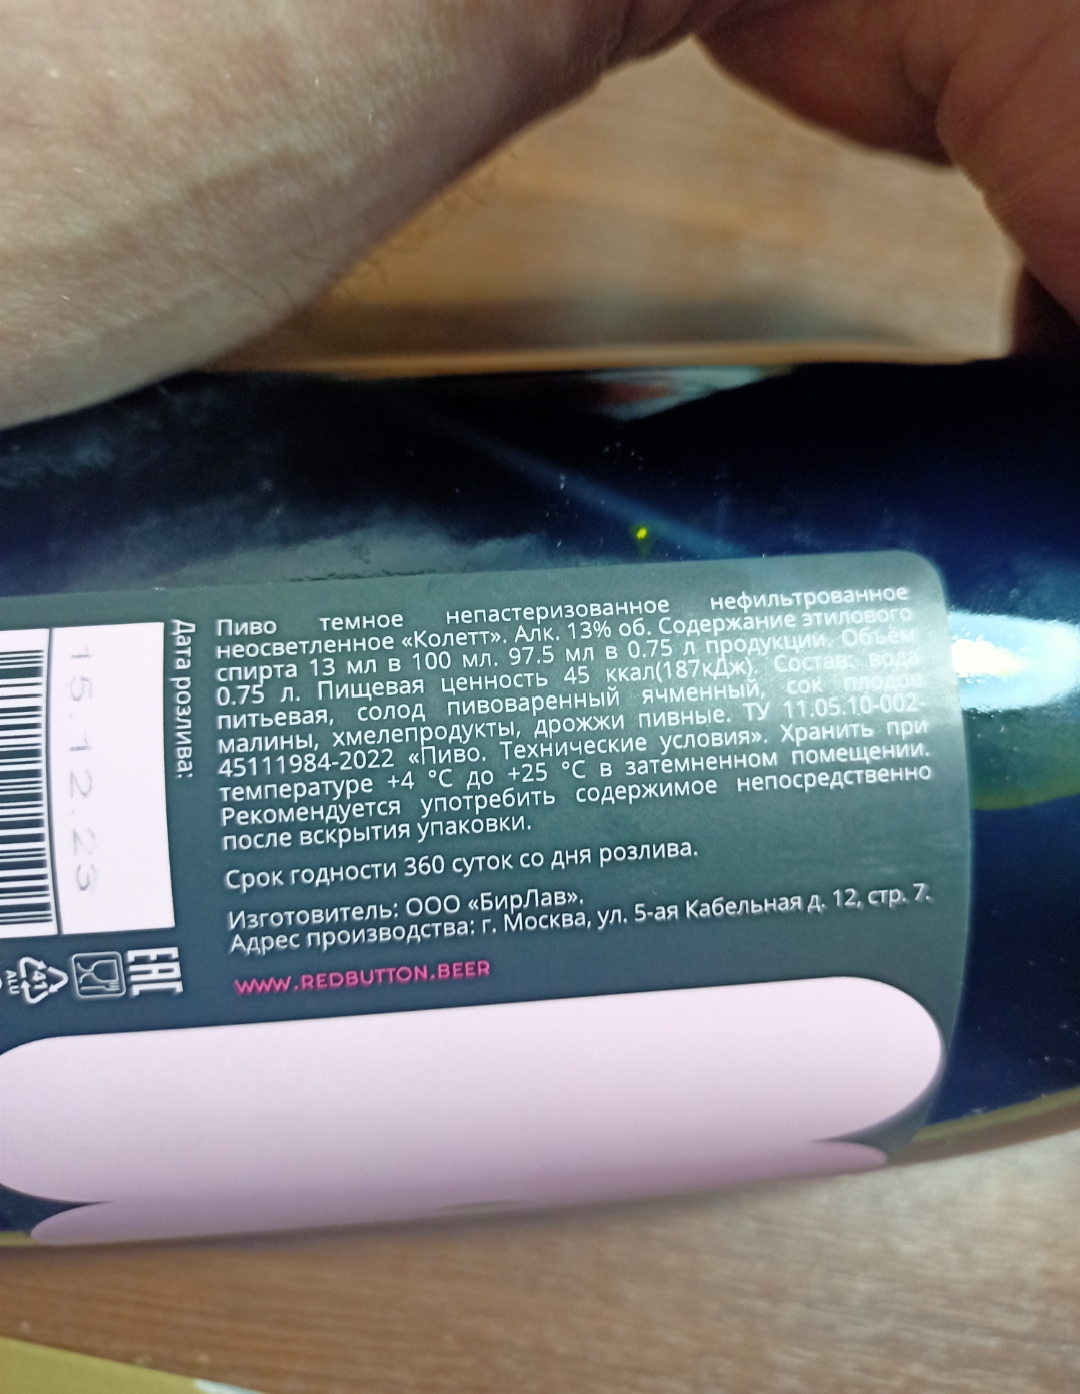 Пиво темное непастеризованное нефильтрованное
неосветленное «Колетт». Алк. 13% об. Содержание этилового
спирта 13 мл в 100 мл. 97.5 мл в 0.75 л продукции. Объём
0.75 л. Пищевая ценность 45 ккал(187кДж). Состав: вода
питьевая, солод пивоваренный ячменный, сок плодов
малины, хмелепродукты, дрожжи пивные. ТУ 11.05.10-002-
45111984-2022 «Пиво. Технические условия». Хранить при
температуре +4 °C до +25 °C в затемненном помещении.
Рекомендуется употребить содержимое непосредственно
после вскрытия упаковки.
Срок годности 360 суток со дня розлива.
Изготовитель: ООО «БирЛав».
Адрес производства: г. Москва, ул. 5-ая Кабельная д. 12, стр. 7.
WWW.REDBUTTON.BEER
Дата розлива:
15.12.23
EAC
41
ALU